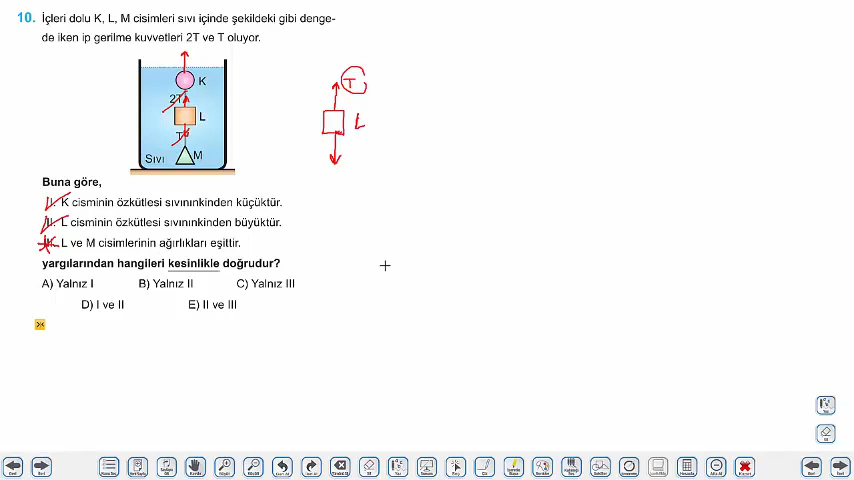 10. İçleri dolu K, L, M cisimleri sıvı içinde şekildeki gibi denge-
de iken ip gerilme kuvvetleri 2T ve T oluyor.
K
2T
L
T
M
Sıvı
T
L
Buna göre,
I. K cisminin özkütlesi sıvınınkinden küçüktür.
II. L cisminin özkütlesi sıvınınkinden büyüktür.
III. L ve M cisimlerinin ağırlıkları eşittir.
yargılarından hangileri kesinlikle doğrudur?
A) Yalnız I B) Yalnız II C) Yalnız III
D) I ve II E) II ve III